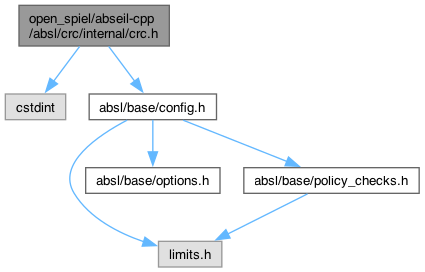 open_spiel/abseil-cpp
/absl/crc/internal/crc.h
cstdint
absl/base/config.h
absl/base/options.h
absl/base/policy_checks.h
limits.h